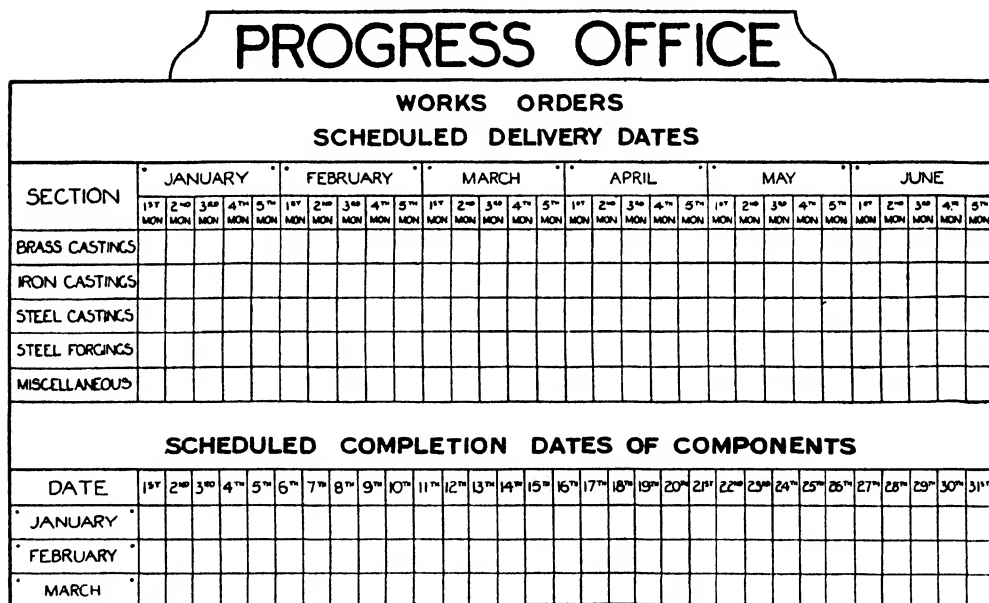 PROGRESS OFFICE
WORKS ORDERS
SCHEDULED DELIVERY DATES
SECTION
JANUARY FEBRUARY MARCH APRIL MAY JUNE
1ST MON 2ND MON 3RD MON 4TH MON 5TH MON 1ST MON 2ND MON 3RD MON 4TH MON 5TH MON 1ST MON 2ND MON 3RD MON 4TH MON 5TH MON 1ST MON 2ND MON 3RD MON 4TH MON 5TH MON 1ST MON 2ND MON 3RD MON 4TH MON 5TH MON 1ST MON 2ND MON 3RD MON 4TH MON 5TH MON
BRASS CASTINGS
IRON CASTINGS
STEEL CASTINGS
STEEL FORGINGS
MISCELLANEOUS
SCHEDULED COMPLETION DATES OF COMPONENTS
DATE 1ST 2ND 3RD 4TH 5TH 6TH 7TH 8TH 9TH 10TH 11TH 12TH 13TH 14TH 15TH 16TH 17TH 18TH 19TH 20TH 21ST 22ND 23RD 24TH 25TH 26TH 27TH 28TH 29TH 30TH 31ST
JANUARY
FEBRUARY
MARCH